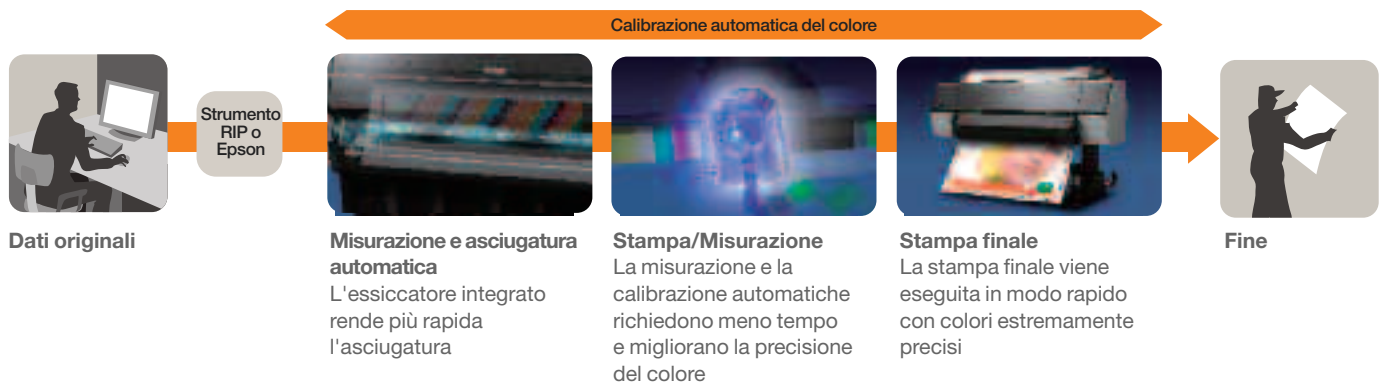 Calibrazione automatica del colore
Strumento
RIP o
Epson
Dati originali
Misurazione e asciugatura
automatica
L'essiccatore integrato
rende più rapida
l'asciugatura
Stampa/Misurazione
La misurazione e la
calibrazione automatiche
richiedono meno tempo
e migliorano la precisione
del colore
Stampa finale
La stampa finale viene
eseguita in modo rapido
con colori estremamente
precisi
Fine